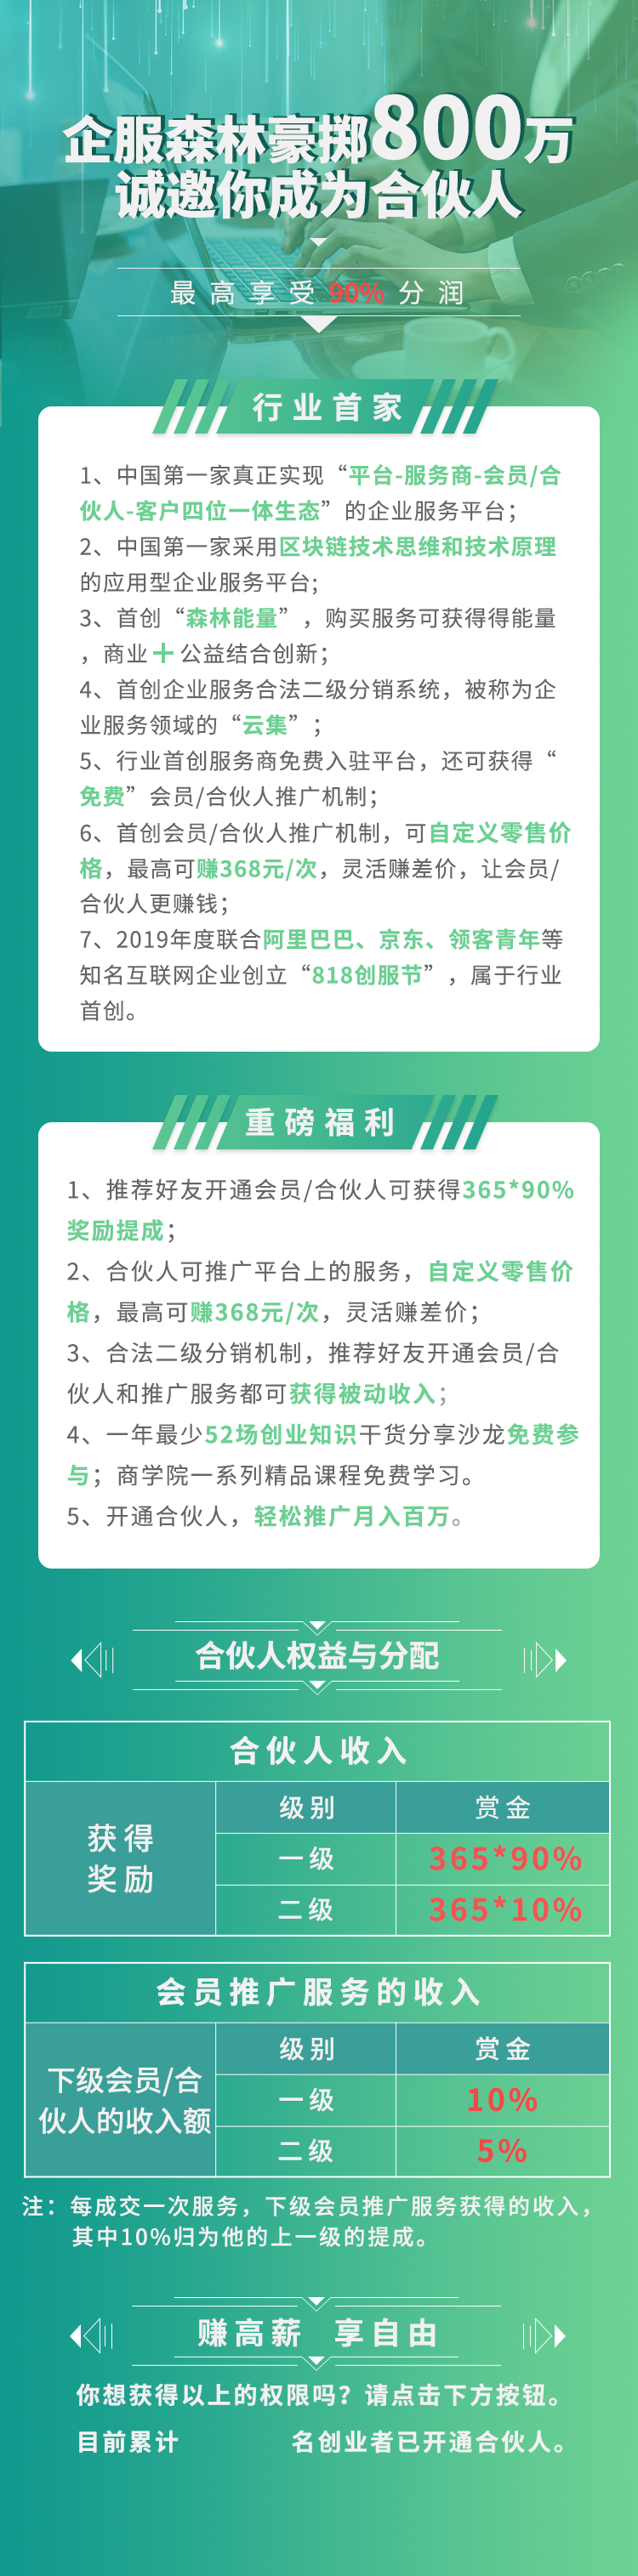 企服森林豪掷800万
诚邀你成为合伙人
最高享受90%分润
行业首家
1、中国第一家真正实现“平台-服务商-会员/合
伙人-客户四位一体生态”的企业服务平台；
2、中国第一家采用区块链技术思维和技术原理
的应用型企业服务平台;
3、首创“森林能量”，购买服务可获得得能量
，商业＋公益结合创新；
4、首创企业服务合法二级分销系统，被称为企
业服务领域的“云集”；
5、行业首创服务商免费入驻平台，还可获得“
免费”会员/合伙人推广机制；
6、首创会员/合伙人推广机制，可自定义零售价
格，最高可赚368元/次，灵活赚差价，让会员/
合伙人更赚钱；
7、2019年度联合阿里巴巴、京东、领客青年等
知名互联网企业创立“818创服节”，属于行业
首创。
重磅福利
1、推荐好友开通会员/合伙人可获得365*90%
奖励提成；
2、合伙人可推广平台上的服务，自定义零售价
格，最高可赚368元/次，灵活赚差价；
3、合法二级分销机制，推荐好友开通会员/合
伙人和推广服务都可获得被动收入；
4、一年最少52场创业知识干货分享沙龙免费参
与；商学院一系列精品课程免费学习。
5、开通合伙人，轻松推广月入百万。
合伙人权益与分配
合伙人收入
获得
奖励
级别 赏金
一级 365*90%
二级 365*10%
会员推广服务的收入
下级会员/合
伙人的收入额
级别 赏金
一级 10%
二级 5%
注：每成交一次服务，下级会员推广服务获得的收入，
其中10%归为他的上一级的提成。
赚高薪 享自由
你想获得以上的权限吗？请点击下方按钮。
目前累计 名创业者已开通合伙人。